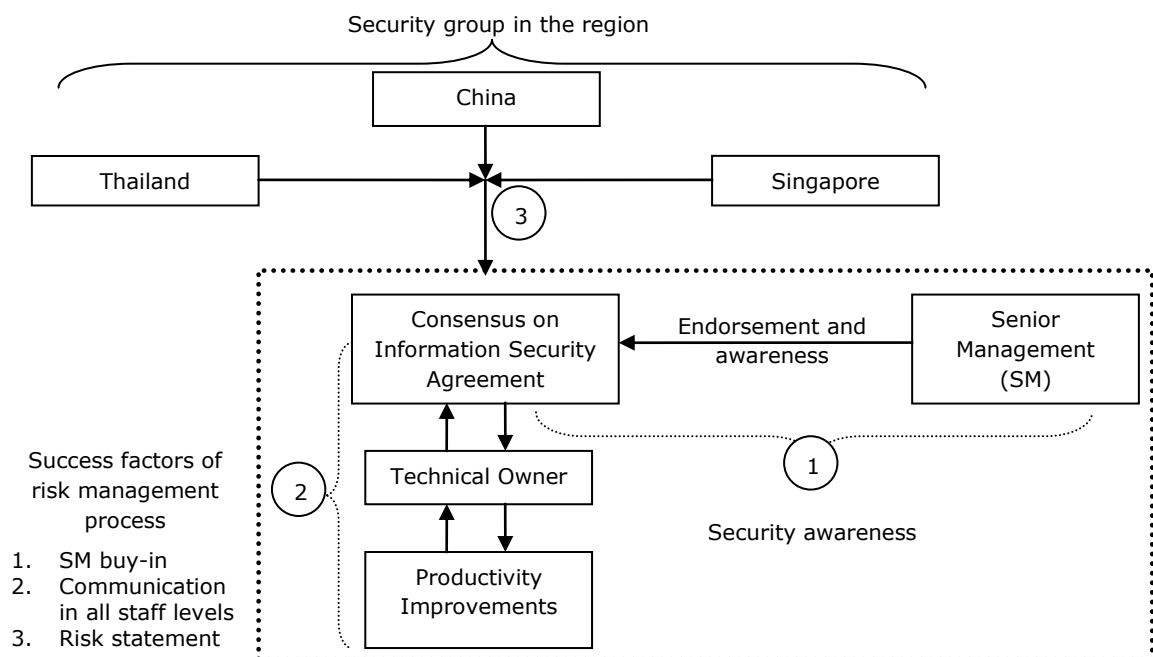 Security group in the region
China
Thailand
Singapore
3
Consensus on
Information Security
Agreement
Endorsement and
awareness
Senior
Management
(SM)
Technical Owner
1
2
Success factors of
risk management
process
1. SM buy-in
2. Communication
in all staff levels
3. Risk statement
Security awareness
Productivity
Improvements